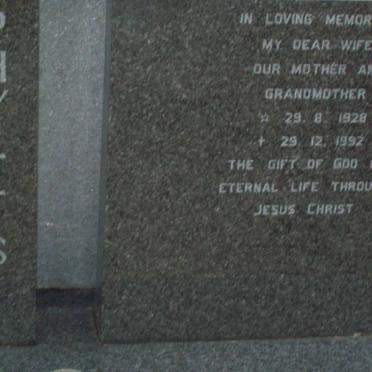 IN LOVING MEMOR
MY DEAR WIFE
OUR MOTHER AN
GRANDMOTHER
☆ 29. 8. 1928
✝ 29. 12. 1992
THE GIFT OF GOD
ETERNAL LIFE THROU
JESUS CHRIST